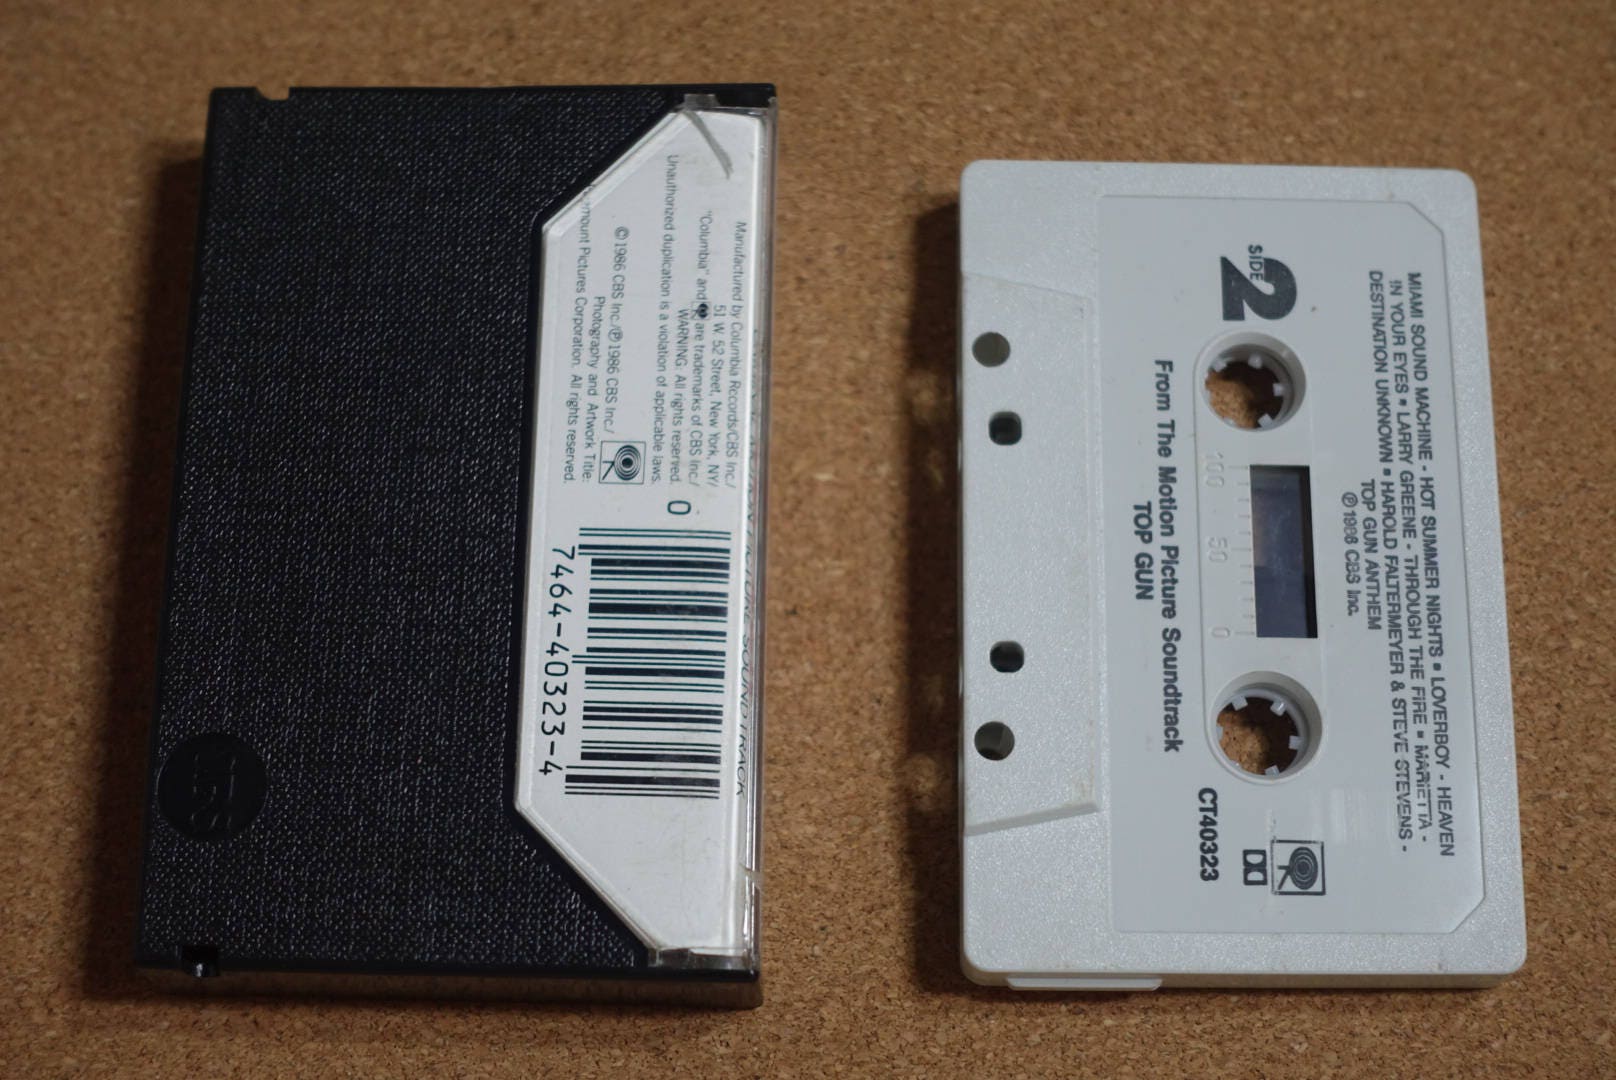 Manufactured by Columbia Records/CBS Inc./
51 W. 52 Street, New York, NY/
"Columbia" and are trademarks of CBS Inc./
WARNING: All rights reserved.
Unauthorized duplication is a violation of applicable laws.
© 1986 CBS Inc./℗ 1986 CBS Inc./
Photography and Artwork Title:
Pictures Corporation. All rights reserved.
SOUNDTRACK
0
7464-40323-4
MIAMI SOUND MACHINE - HOT SUMMER NIGHTS ■ LOVERBOY - HEAVEN
IN YOUR EYES ■ LARRY GREENE - THROUGH THE FIRE ■ MARIETTA -
DESTINATION UNKNOWN ■ HAROLD FALTERMEYER & STEVE STEVENS -
TOP GUN ANTHEM
℗ 1986 CBS Inc.
SIDE
2
100 50 0
From The Motion Picture Soundtrack
TOP GUN
CT40323